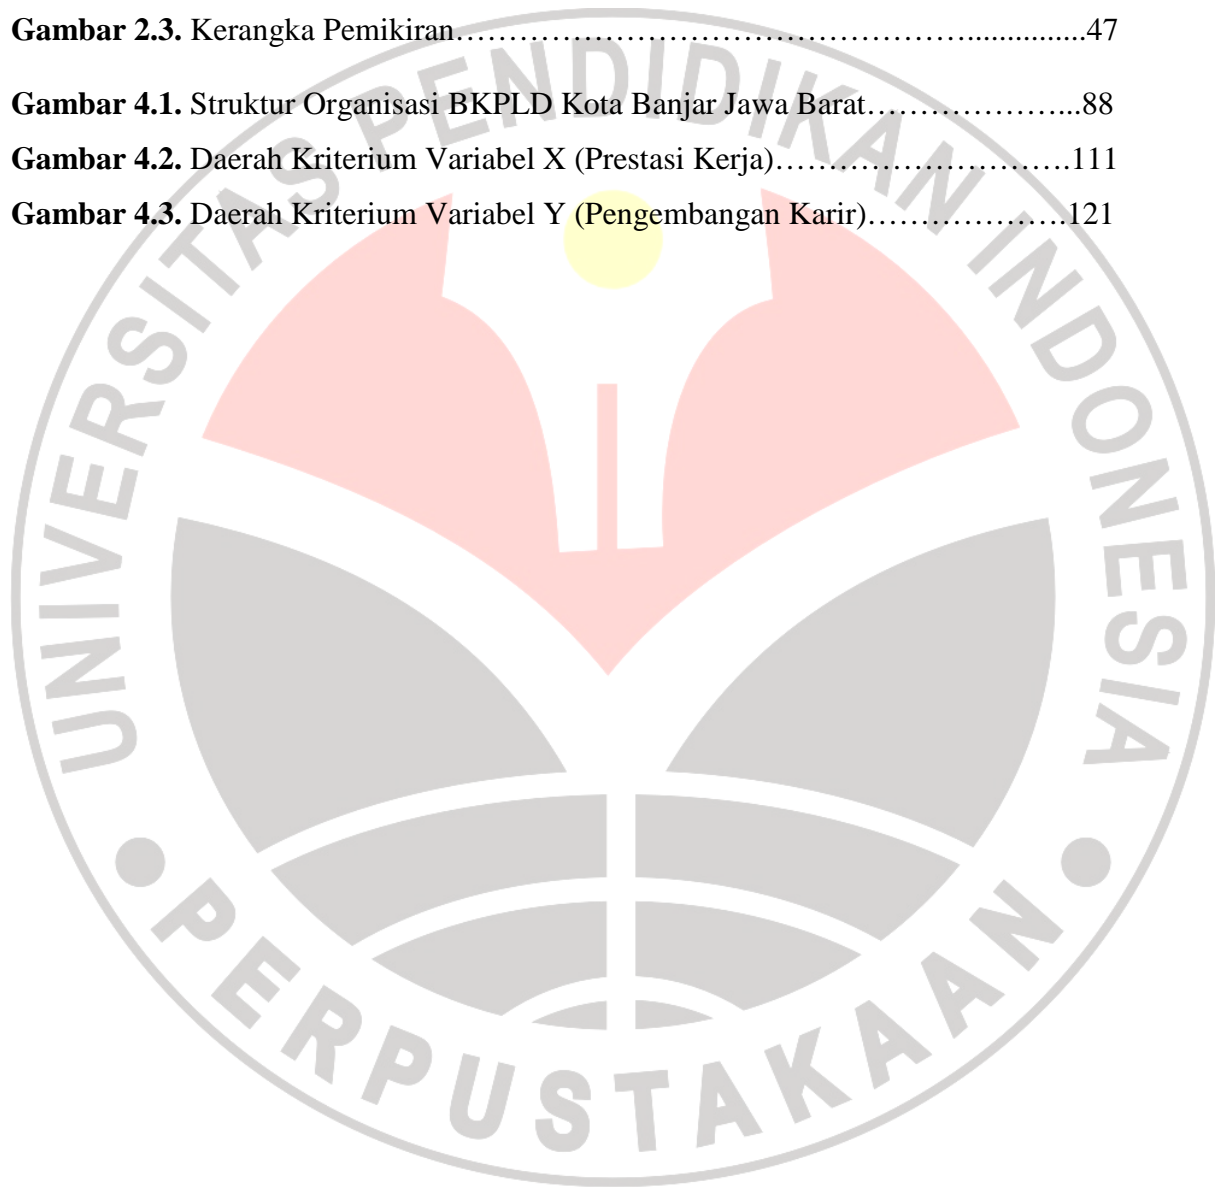 Gambar 2.3. Kerangka Pemikiran……………………………………………...............47
Gambar 4.1. Struktur Organisasi BKPLD Kota Banjar Jawa Barat………………...88
Gambar 4.2. Daerah Kriterium Variabel X (Prestasi Kerja)……………………….111
Gambar 4.3. Daerah Kriterium Variabel Y (Pengembangan Karir)……………….121
UNIVERSITAS PENDIDIKAN INDONESIA
PERPUSTAKAAN